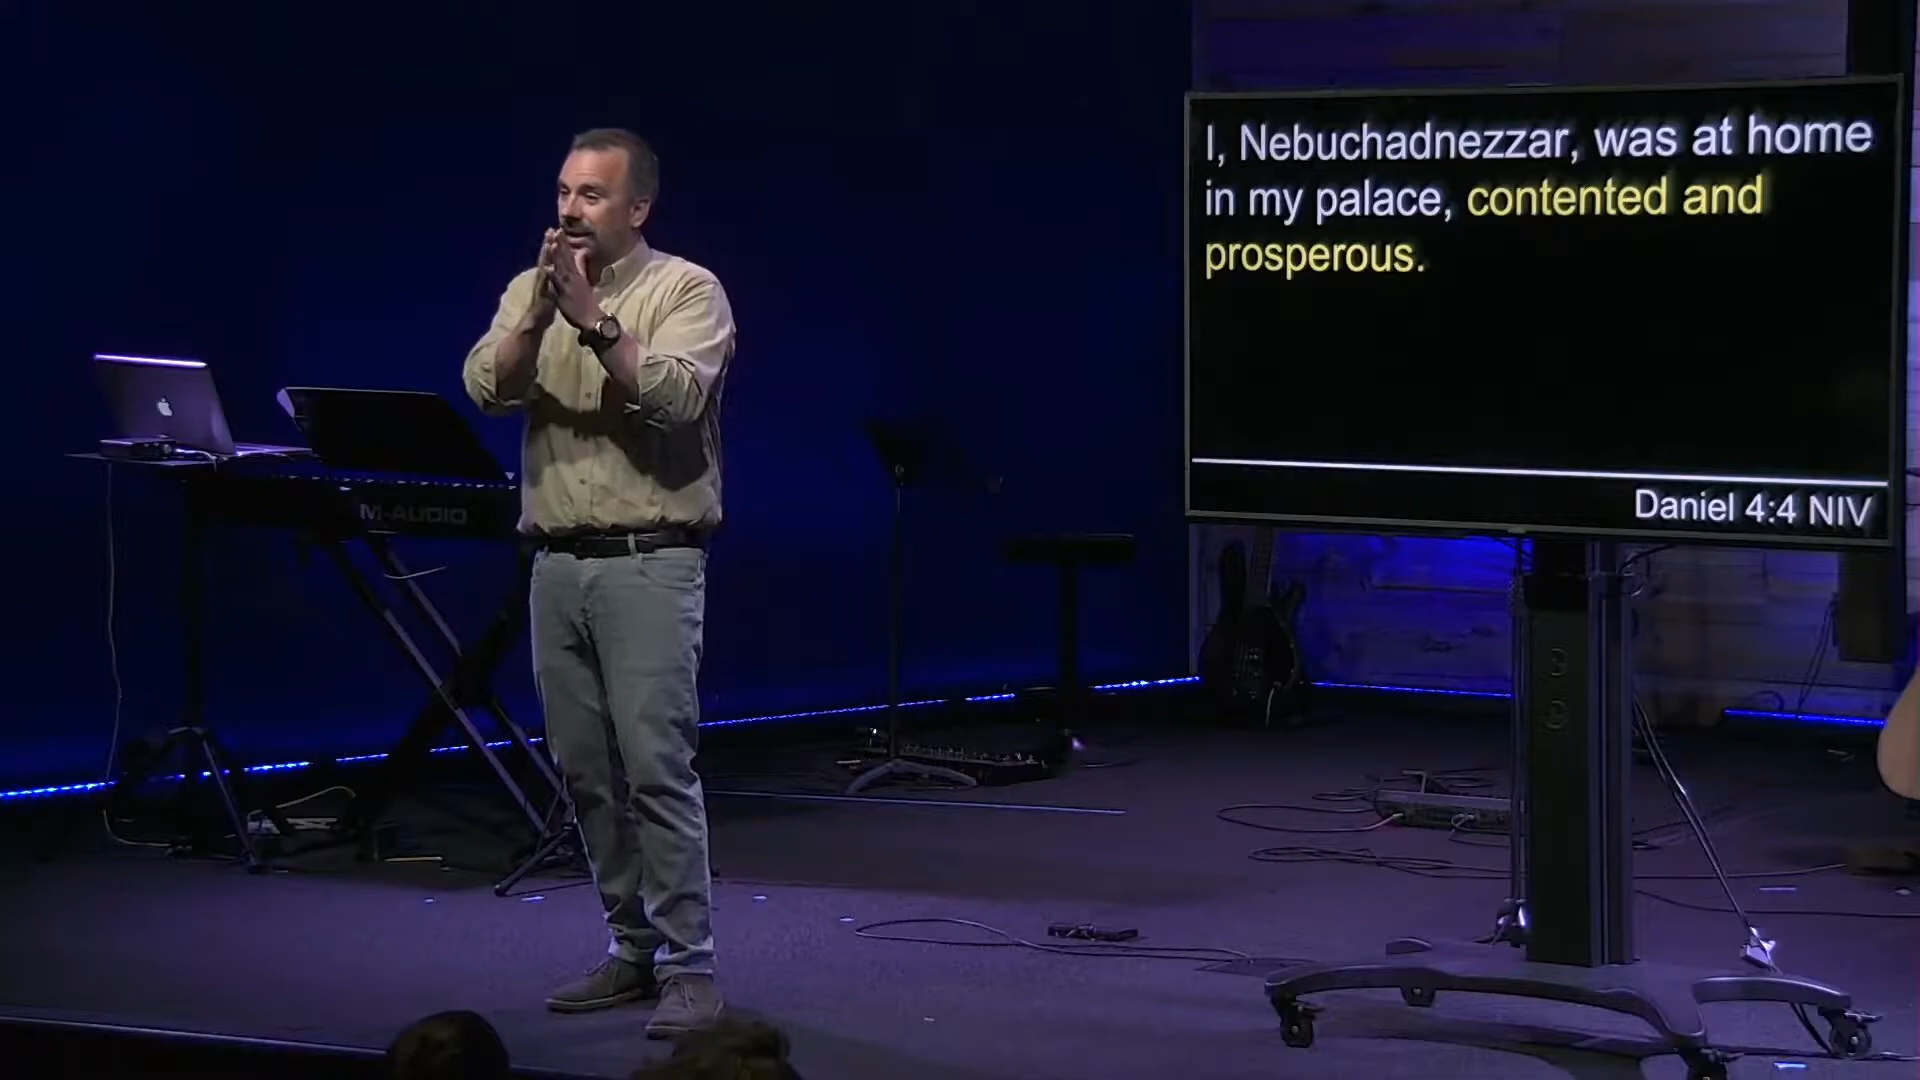 I, Nebuchadnezzar, was at home
in my palace, contented and
prosperous.
Daniel 4:4 NIV
M-AUDIO